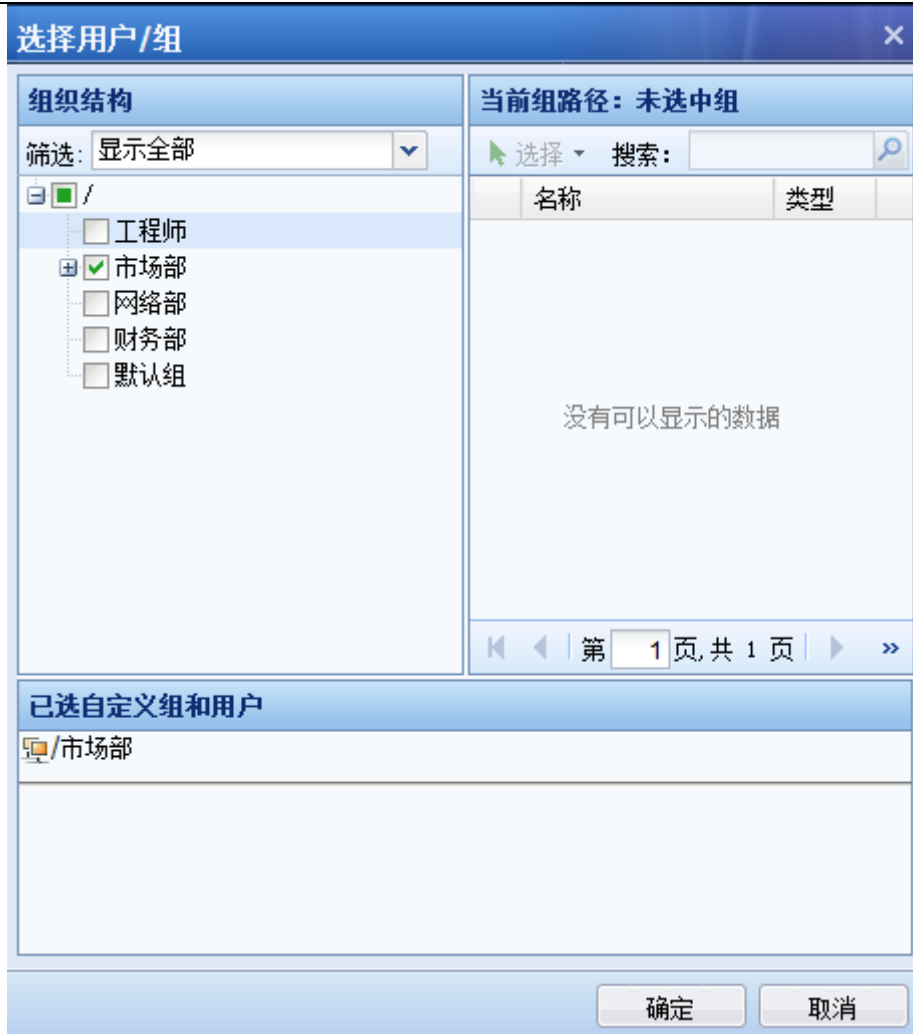 选择用户/组
组织结构
筛选: 显示全部
/
工程师
市场部
网络部
财务部
默认组
当前组路径：未选中组
选择 搜索：
名称 类型
没有可以显示的数据
第 1 页,共 1 页 »
已选自定义组和用户
/市场部
确定 取消